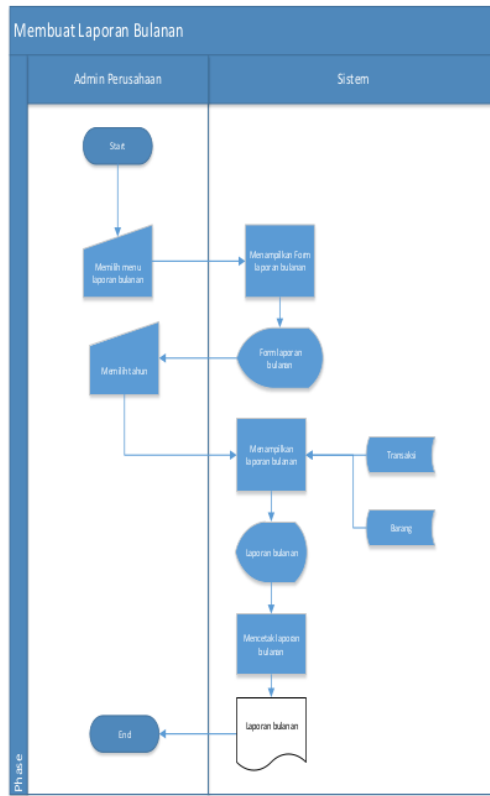 Membuat Laporan Bulanan
Admin Perusahaan
Sistem
Start
Memilih menu
laporan bulanan
Menampilkan Form
laporan bulanan
Form laporan
bulanan
Memilih tahun
Menampilkan
laporan bulanan
Transaksi
Barang
Laporan bulanan
Mencetak laporan
bulanan
Laporan bulanan
End
Phase